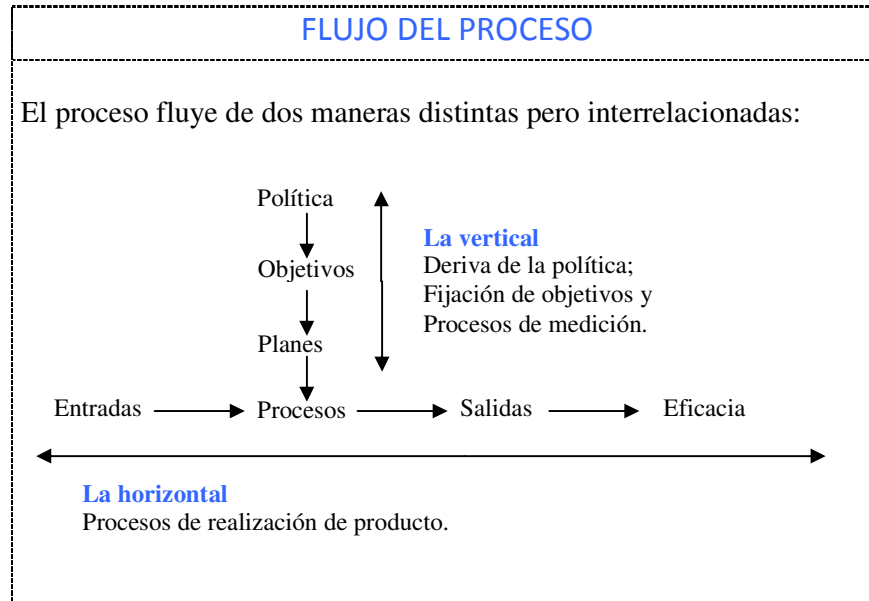 FLUJO DEL PROCESO
El proceso fluye de dos maneras distintas pero interrelacionadas:
Política
La vertical
Deriva de la política;
Objetivos
Fijación de objetivos y
Procesos de medición.
Planes
Entradas Procesos Salidas Eficacia
La horizontal
Procesos de realización de producto.